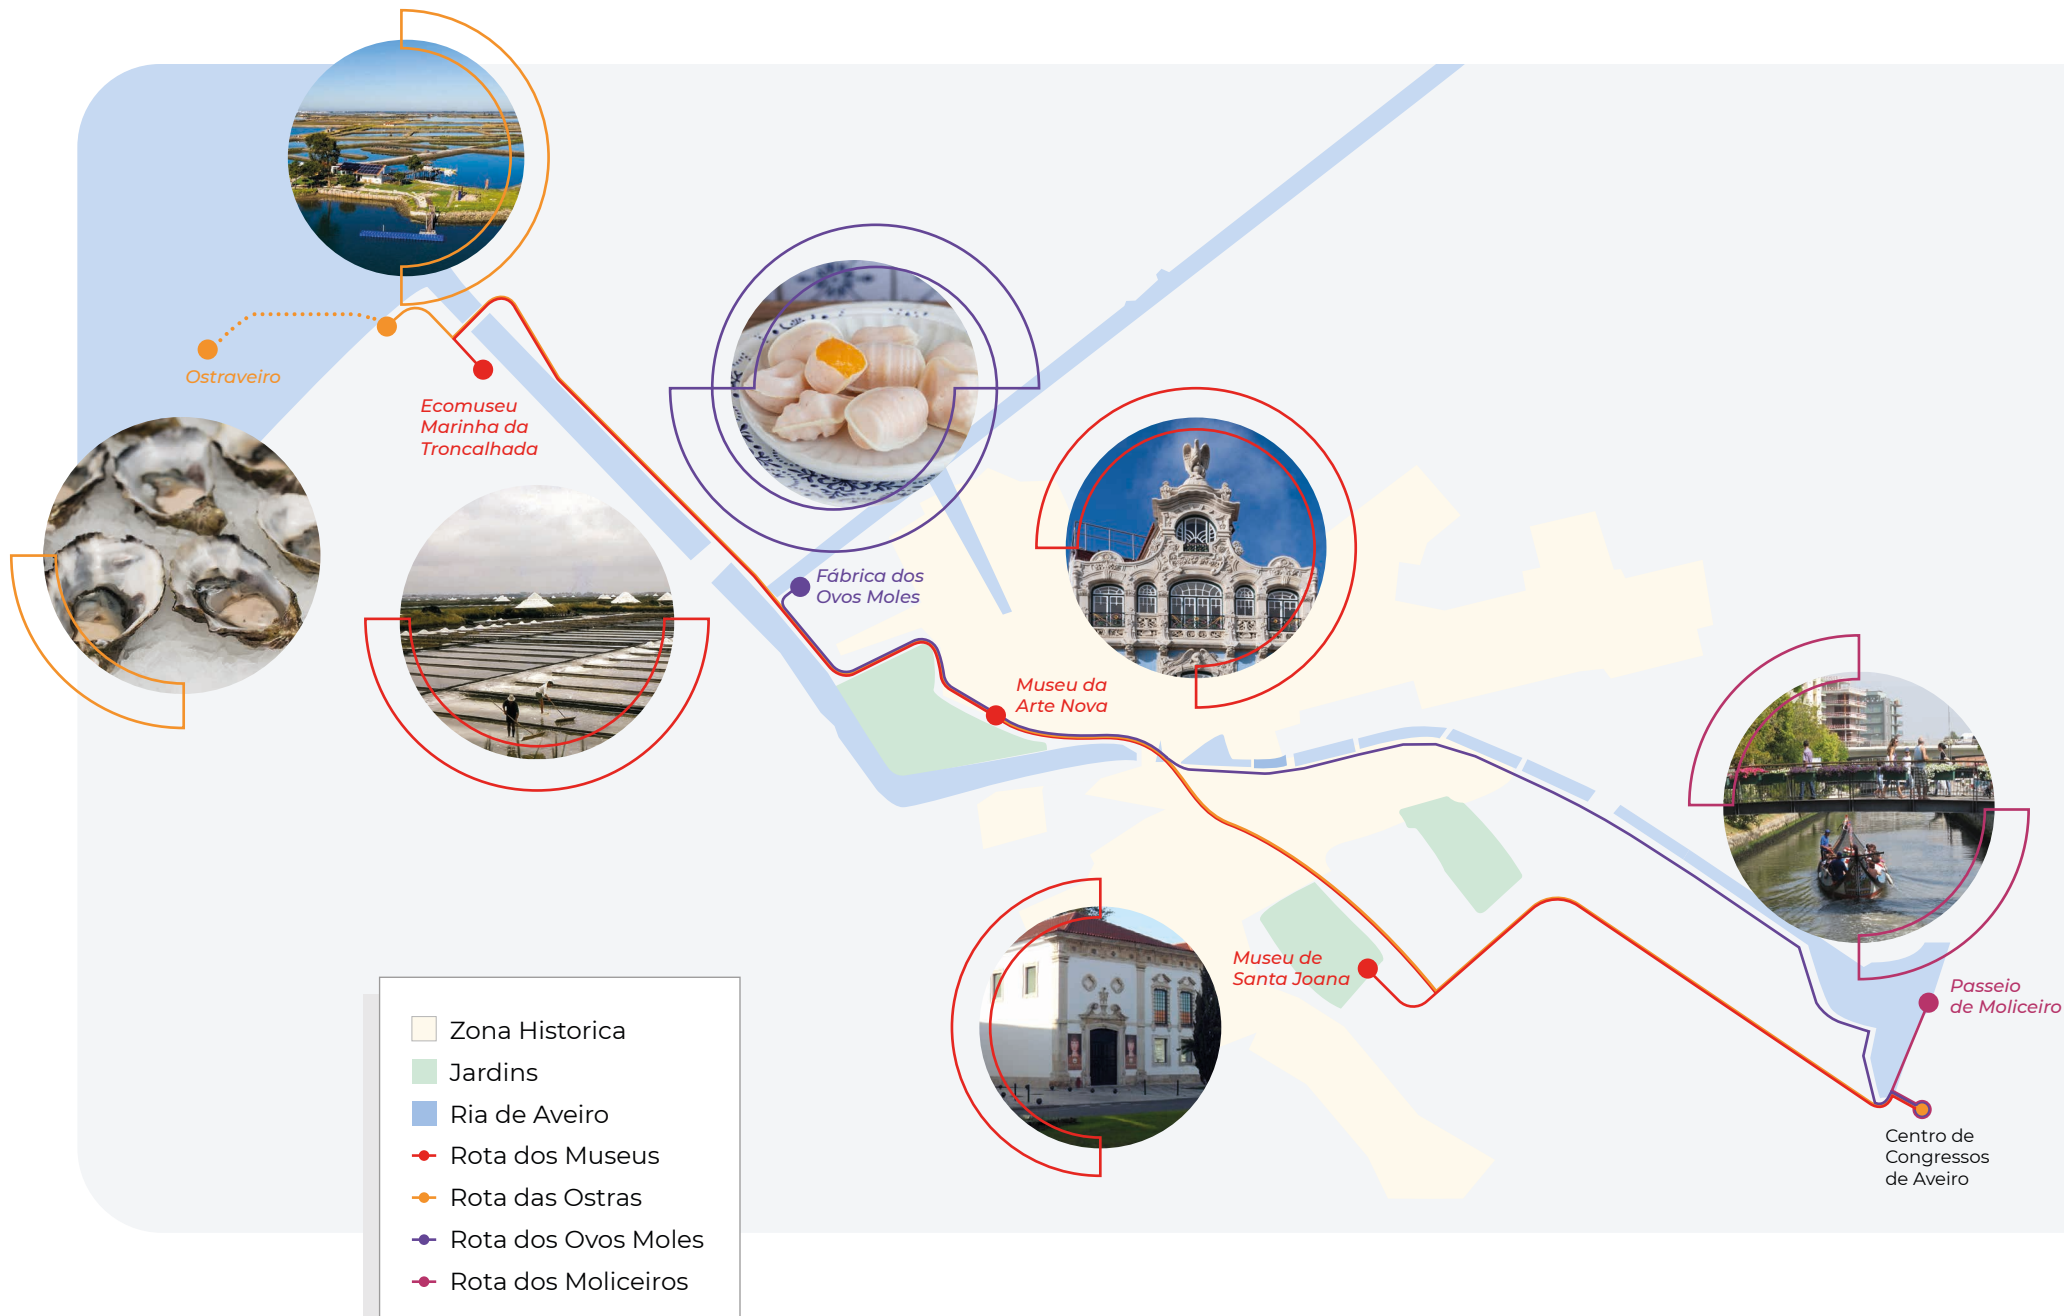 Ostraveiro
Ecomuseu
Marinha da
Troncalhada
Fábrica dos
Ovos Moles
Museu da
Arte Nova
Museu de
Santa Joana
Passeio
de Moliceiro
Centro de
Congressos
de Aveiro
Zona Historica
Jardins
Ria de Aveiro
Rota dos Museus
Rota das Ostras
Rota dos Ovos Moles
Rota dos Moliceiros